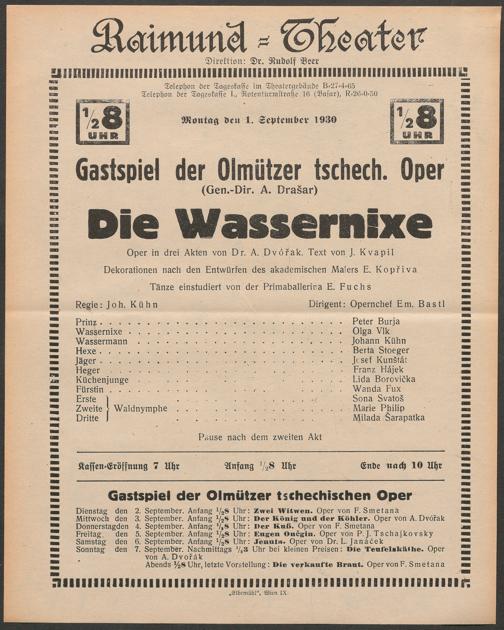 Raimund-Theater
Direktion: Dr. Rudolf Beer
Telephon der Tageskasse im Theatergebäude B-27-4-65
Telephon der Tageskasse I., Rotenturmstraße 16 (Basar), R-26-0-50
1/2 8 UHR
Montag den 1. September 1930
1/2 8 UHR
Gastspiel der Olmützer tschech. Oper
(Gen.-Dir. A. Drašar)
Die Wassernixe
Oper in drei Akten von Dr. A. Dvořak. Text von J. Kvapil
Dekorationen nach den Entwürfen des akademischen Malers E. Kopřiva
Tänze einstudiert von der Primaballerina E. Fuchs
Regie: Joh. Kühn Dirigent: Opernchef Em. Bastl
Prinz Peter Burja
Wassernixe Olga Vlk
Wassermann Johann Kühn
Hexe Berta Stoeger
Jäger Josef Kunštát
Heger Franz Hájek
Küchenjunge Lida Borovička
Fürstin Wanda Fux
Erste Sona Svatoš
Zweite } Waldnymphe Marie Philip
Dritte Milada Šarapatka
Pause nach dem zweiten Akt
Kassen-Eröffnung 7 Uhr Anfang 1/2 8 Uhr Ende nach 10 Uhr
Gastspiel der Olmützer tschechischen Oper
Dienstag den 2. September. Anfang 1/2 8 Uhr: Zwei Witwen. Oper von F. Smetana
Mittwoch den 3. September. Anfang 1/2 8 Uhr: Der König und der Köhler. Oper von A. Dvořak
Donnerstag den 4. September. Anfang 1/2 8 Uhr: Der Kuß. Oper von F. Smetana
Freitag den 5. September. Anfang 1/2 8 Uhr: Eugen Onêgin. Oper von P. J. Tschajkovsky
Samstag den 6. September. Anfang 1/2 8 Uhr: Jenufa. Oper von Dr. L. Janáček
Sonntag den 7. September. Nachmittags 1/2 3 Uhr bei kleinen Preisen: Die Teufelskäthe. Oper
von A. Dvořak
Abends 1/2 8 Uhr, letzte Vorstellung: Die verkaufte Braut. Oper von F. Smetana
„Elbemühl", Wien IX.